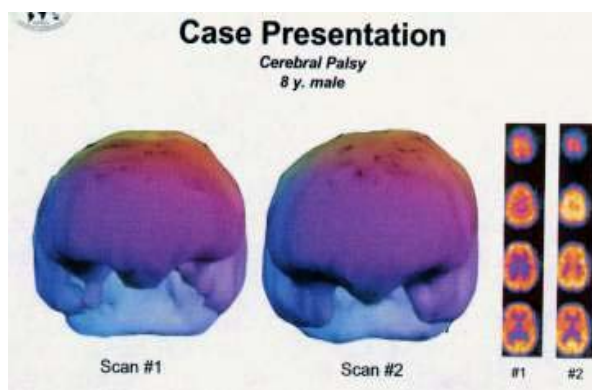 Case Presentation
Cerebral Palsy
8 y. male
Scan #1
Scan #2
#1
#2